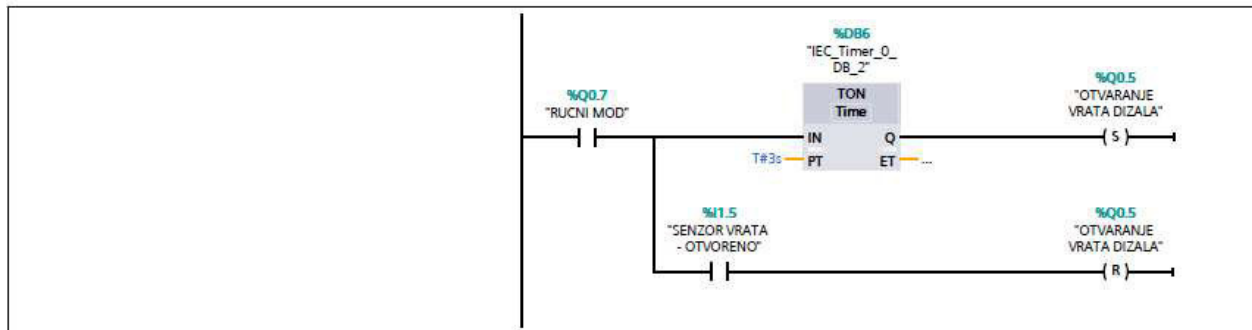 %DB6
"IEC_Timer_0_
DB_2"
TON
Time
%Q0.7
"RUCNI MOD"
%Q0.5
"OTVARANJE
VRATA DIZALA"
IN
Q
( S )
T#3s
PT
ET
...
%I1.5
"SENZOR VRATA
- OTVORENO"
%Q0.5
"OTVARANJE
VRATA DIZALA"
( R )